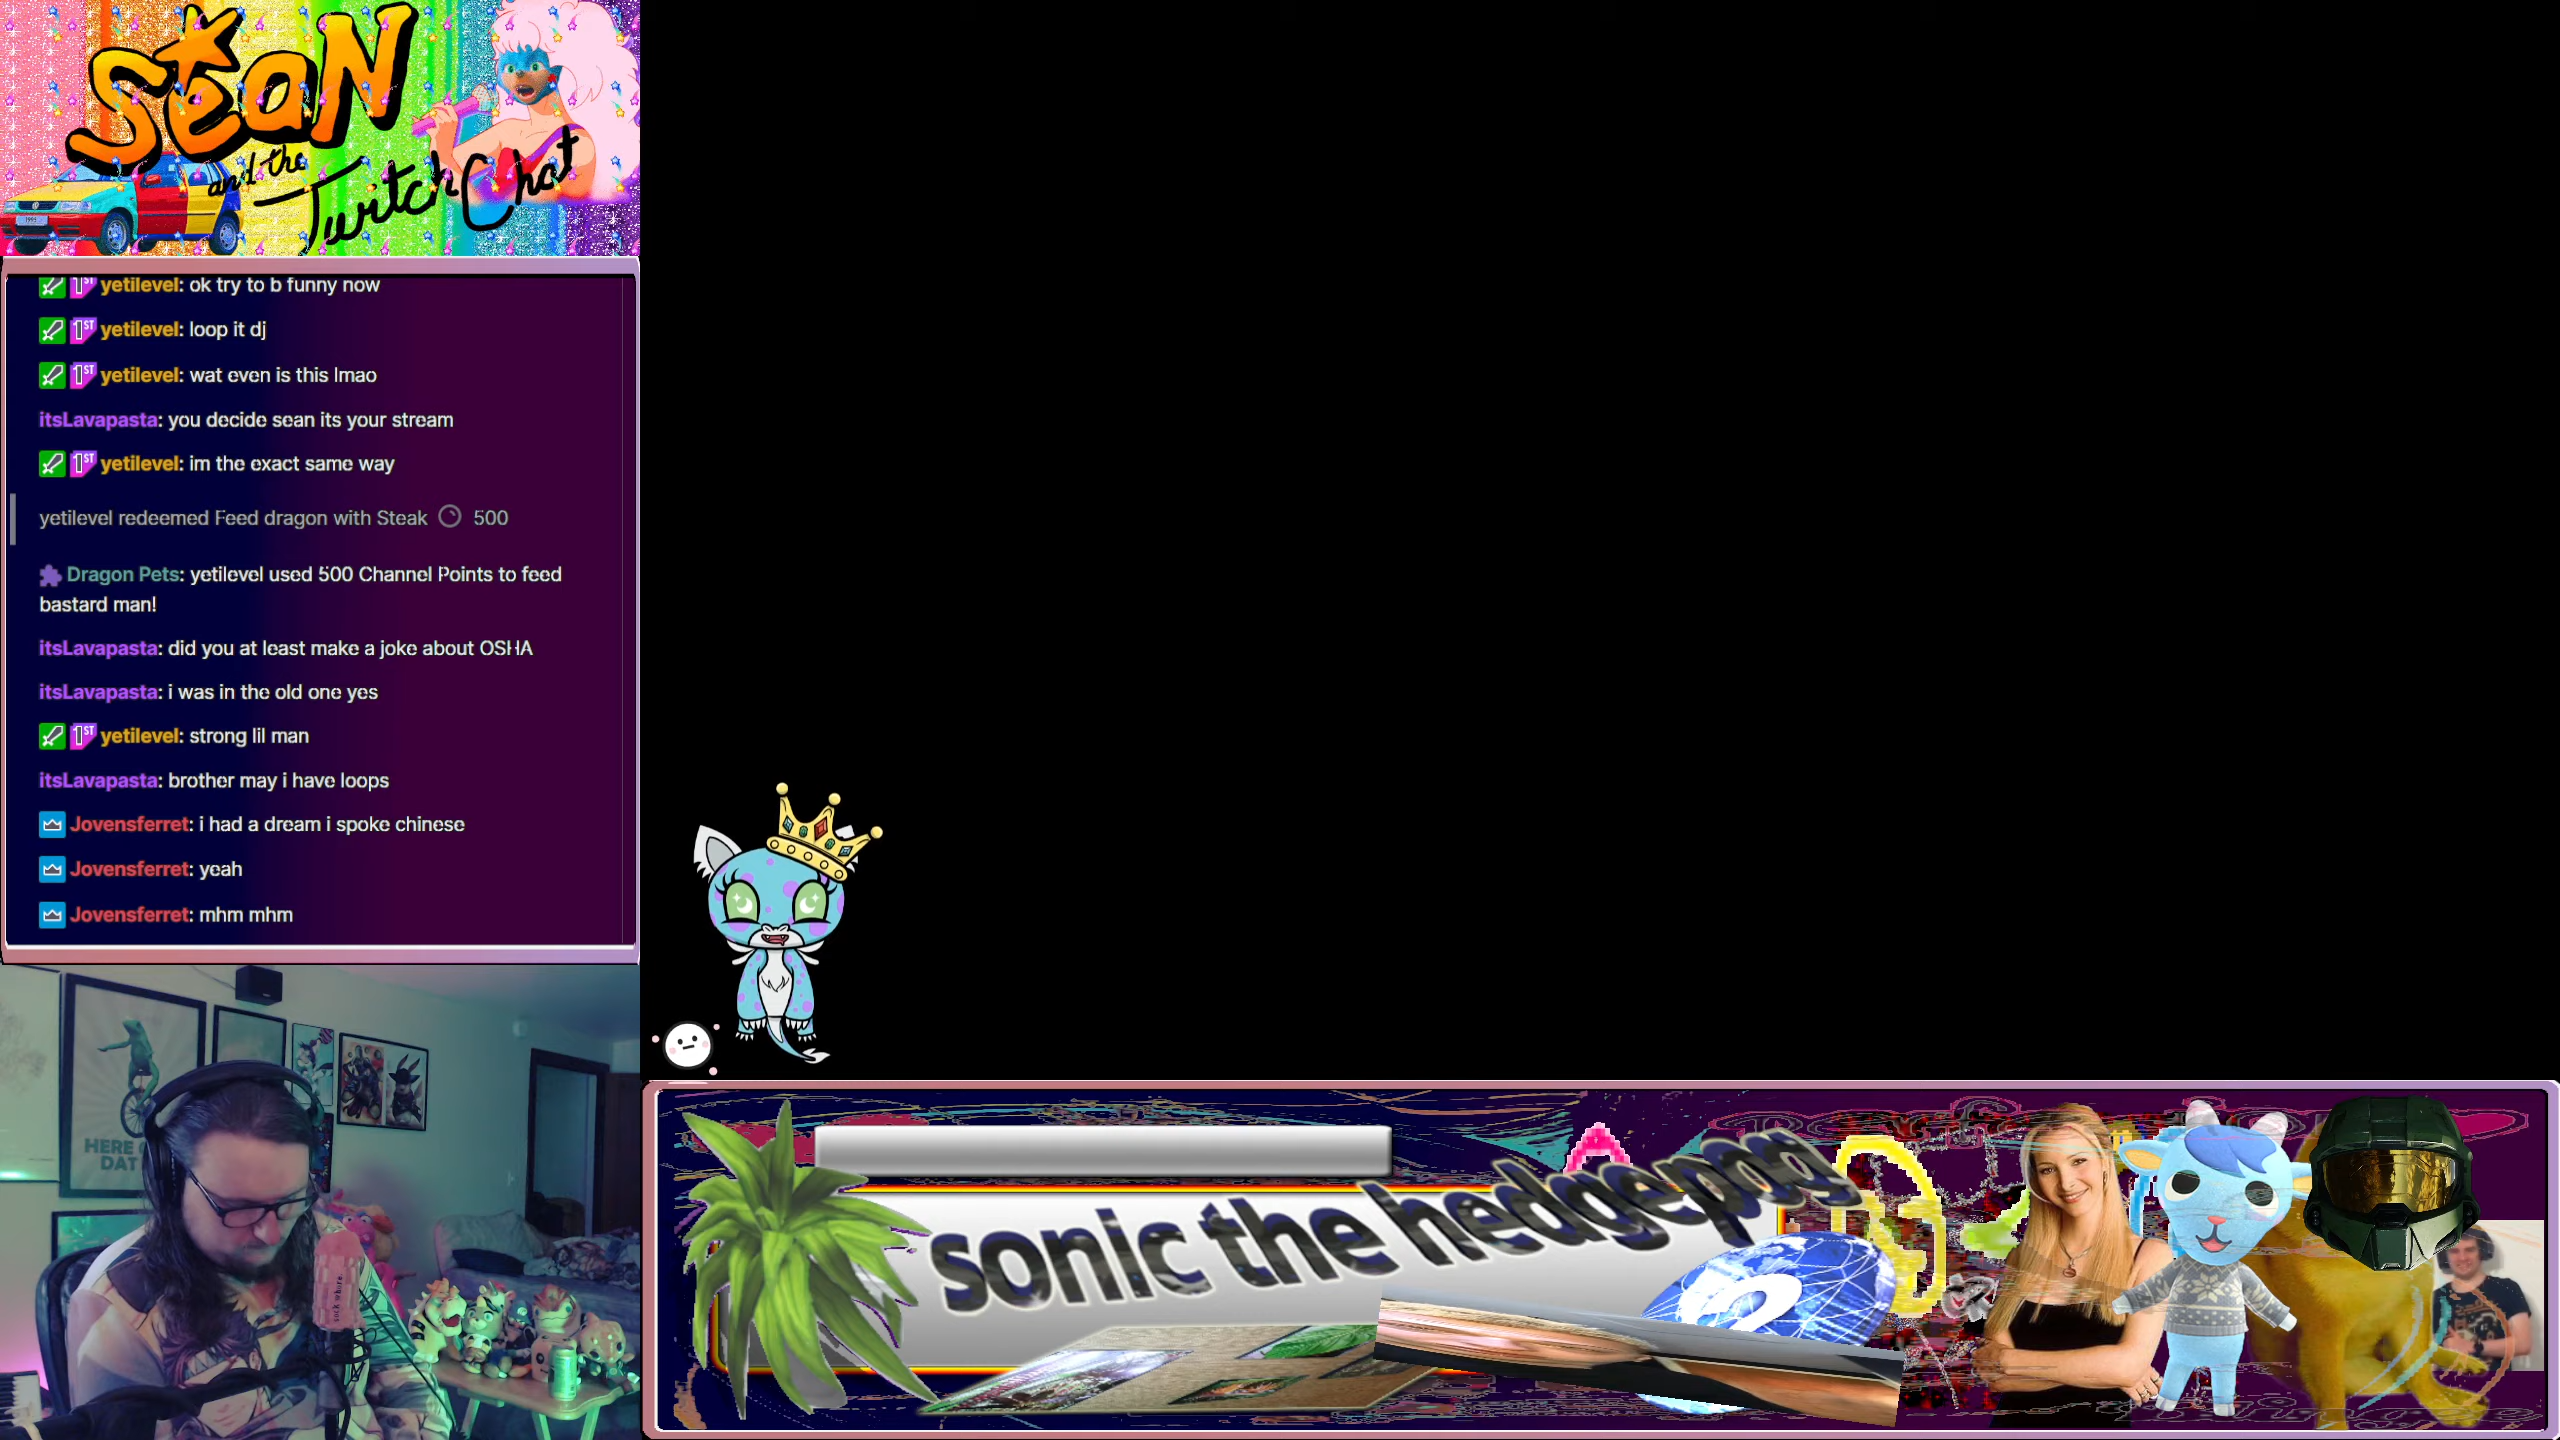 Sean
and the
Twitch Chat
yetilevel: ok try to b funny now
yetilevel: loop it dj
yetilevel: wat even is this lmao
itsLavapasta: you decide sean its your stream
yetilevel: im the exact same way
yetilevel redeemed Feed dragon with Steak 500
Dragon Pets: yetilevel used 500 Channel Points to feed
bastard man!
itsLavapasta: did you at least make a joke about OSHA
itsLavapasta: i was in the old one yes
yetilevel: strong lil man
itsLavapasta: brother may i have loops
Jovensferret: i had a dream i spoke chinese
Jovensferret: yeah
Jovensferret: mhm mhm
HERE
DAT
sonic the hedgepog